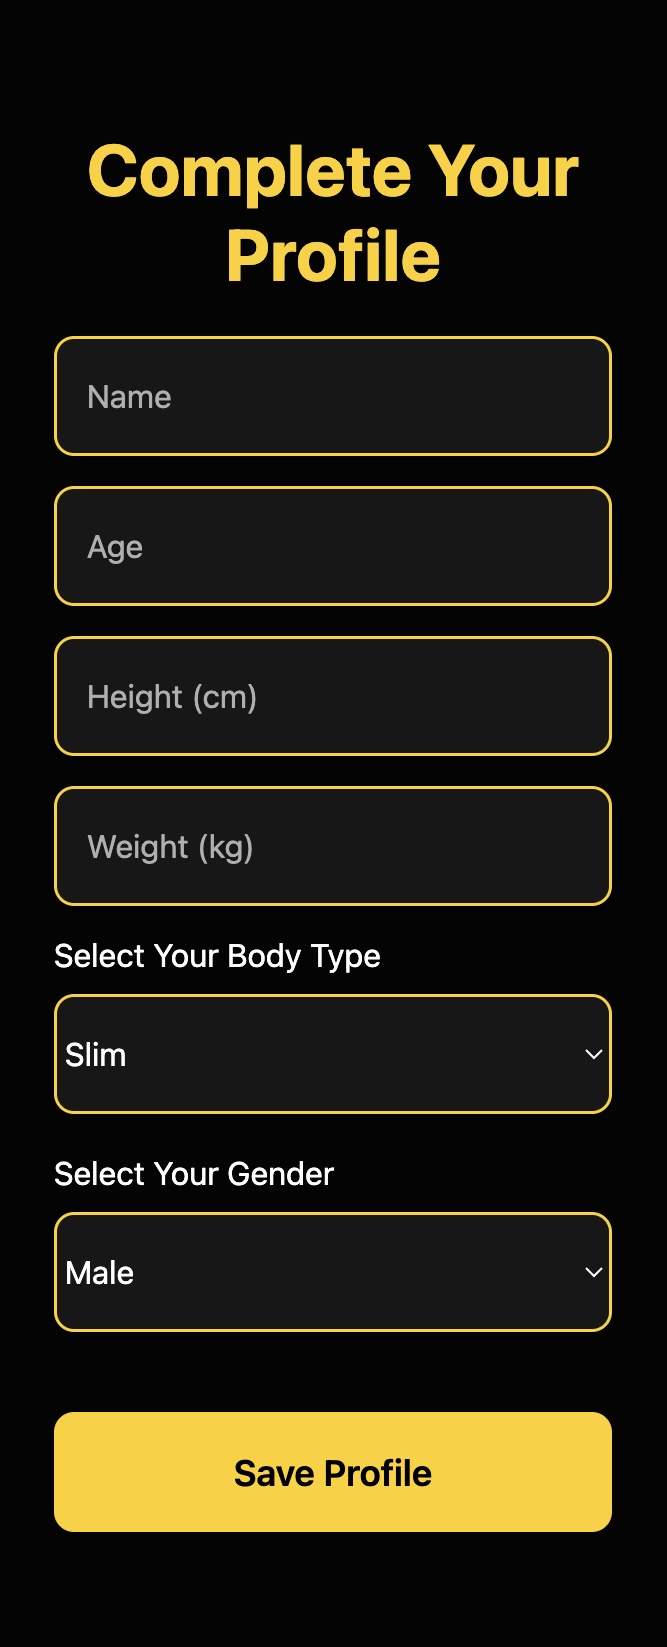 Complete Your
Profile
Name
Age
Height (cm)
Weight (kg)
Select Your Body Type
Slim
Select Your Gender
Male
Save Profile